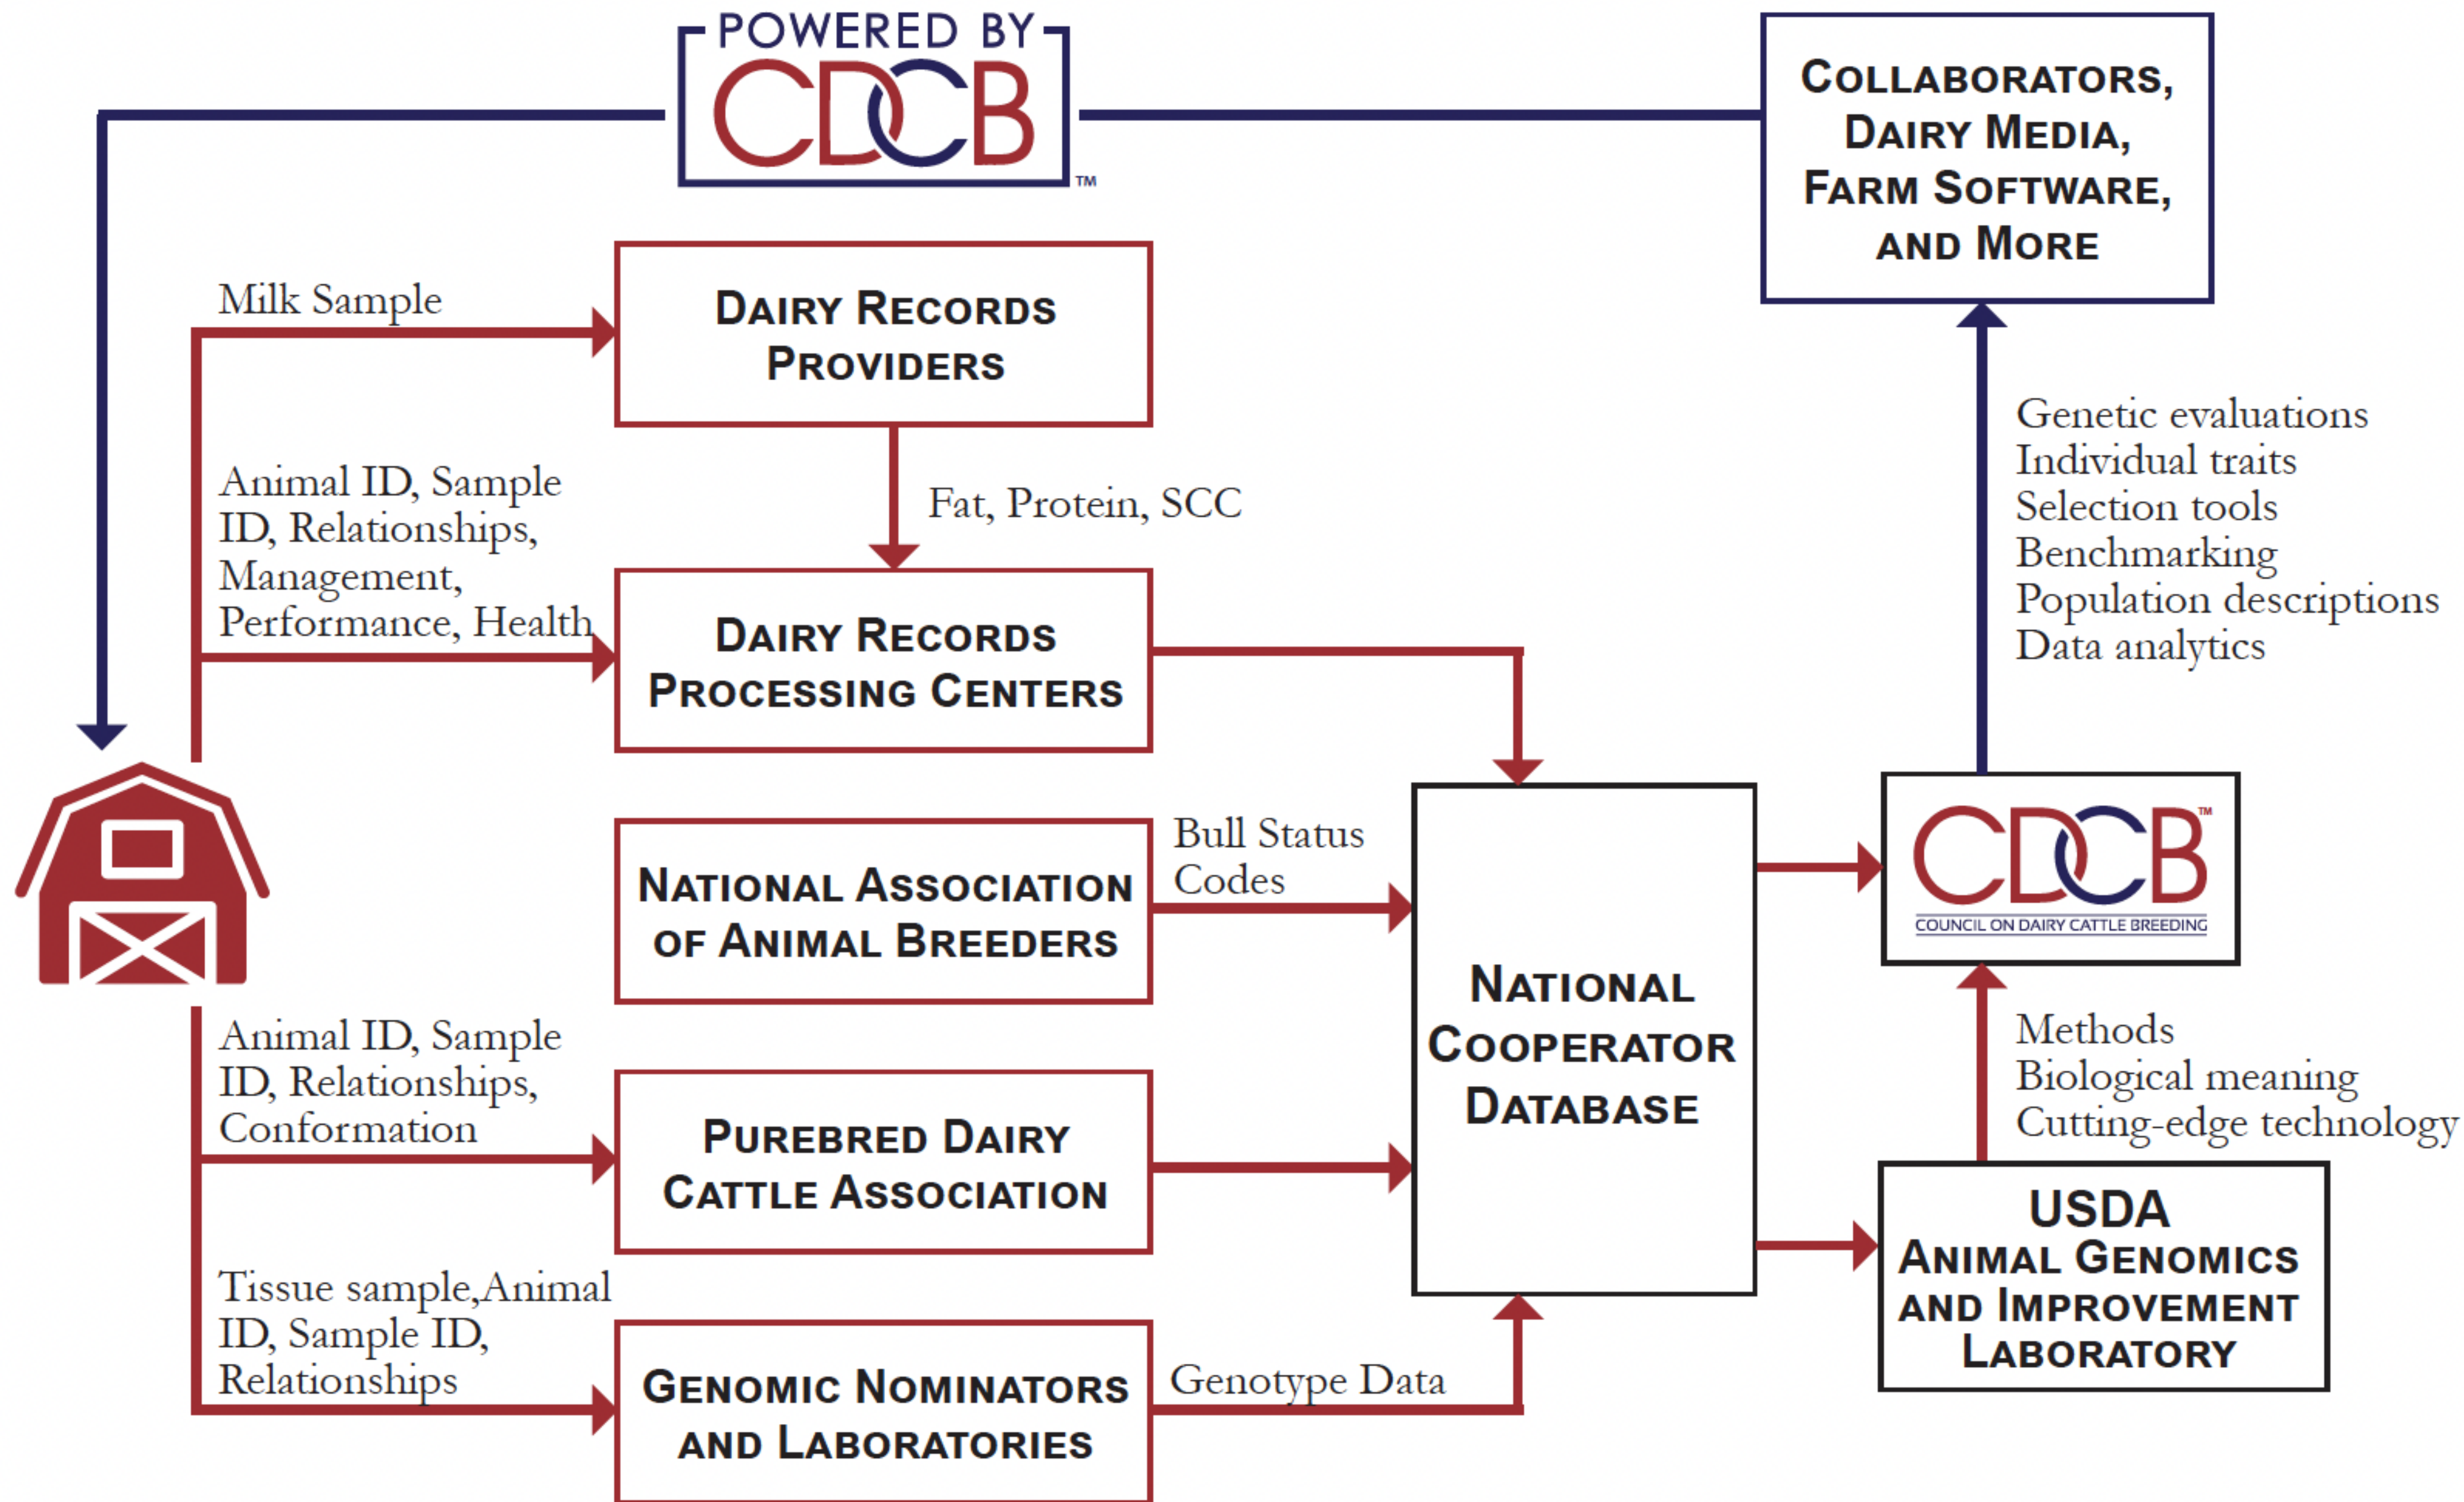 POWERED BY
CDCB
™
COLLABORATORS,
DAIRY MEDIA,
FARM SOFTWARE,
AND MORE
Milk Sample
DAIRY RECORDS
PROVIDERS
Genetic evaluations
Individual traits
Selection tools
Benchmarking
Population descriptions
Data analytics
Animal ID, Sample
ID, Relationships,
Management,
Performance, Health
Fat, Protein, SCC
DAIRY RECORDS
PROCESSING CENTERS
NATIONAL ASSOCIATION
OF ANIMAL BREEDERS
Bull Status
Codes
NATIONAL
COOPERATOR
DATABASE
CDCB™
COUNCIL ON DAIRY CATTLE BREEDING
Animal ID, Sample
ID, Relationships,
Conformation
PUREBRED DAIRY
CATTLE ASSOCIATION
Methods
Biological meaning
Cutting-edge technology
USDA
ANIMAL GENOMICS
AND IMPROVEMENT
LABORATORY
Tissue sample,Animal
ID, Sample ID,
Relationships
GENOMIC NOMINATORS
AND LABORATORIES
Genotype Data